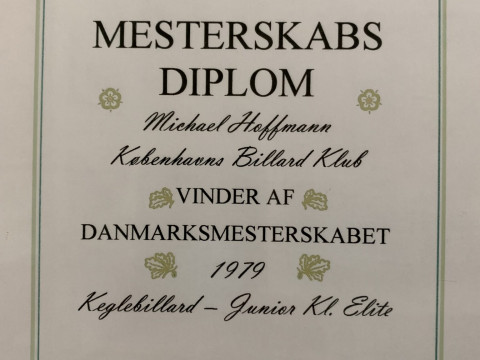 MESTERSKABS
DIPLOM
Michael Hoffmann
Københavns Billard Klub
VINDER AF
DANMARKSMESTERSKABET
1979
Keglebillard – Junior Kl. Elite